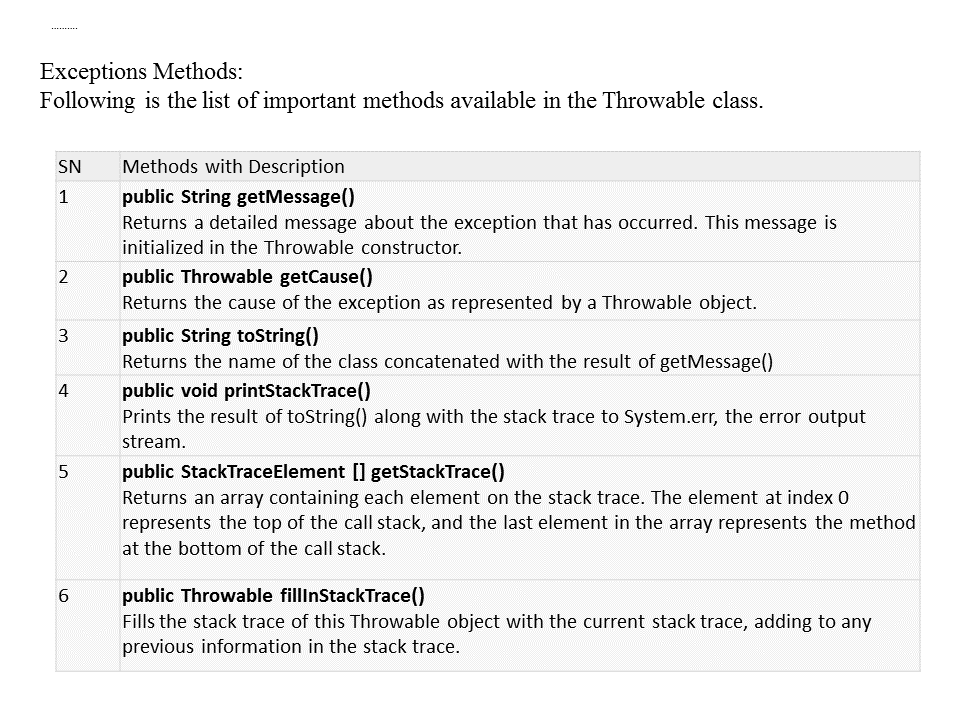 ...........
Exceptions Methods:
Following is the list of important methods available in the Throwable class.
SN Methods with Description
1 public String getMessage()
Returns a detailed message about the exception that has occurred. This message is
initialized in the Throwable constructor.
2 public Throwable getCause()
Returns the cause of the exception as represented by a Throwable object.
3 public String toString()
Returns the name of the class concatenated with the result of getMessage()
4 public void printStackTrace()
Prints the result of toString() along with the stack trace to System.err, the error output
stream.
5 public StackTraceElement [] getStackTrace()
Returns an array containing each element on the stack trace. The element at index 0
represents the top of the call stack, and the last element in the array represents the method
at the bottom of the call stack.
6 public Throwable fillInStackTrace()
Fills the stack trace of this Throwable object with the current stack trace, adding to any
previous information in the stack trace.